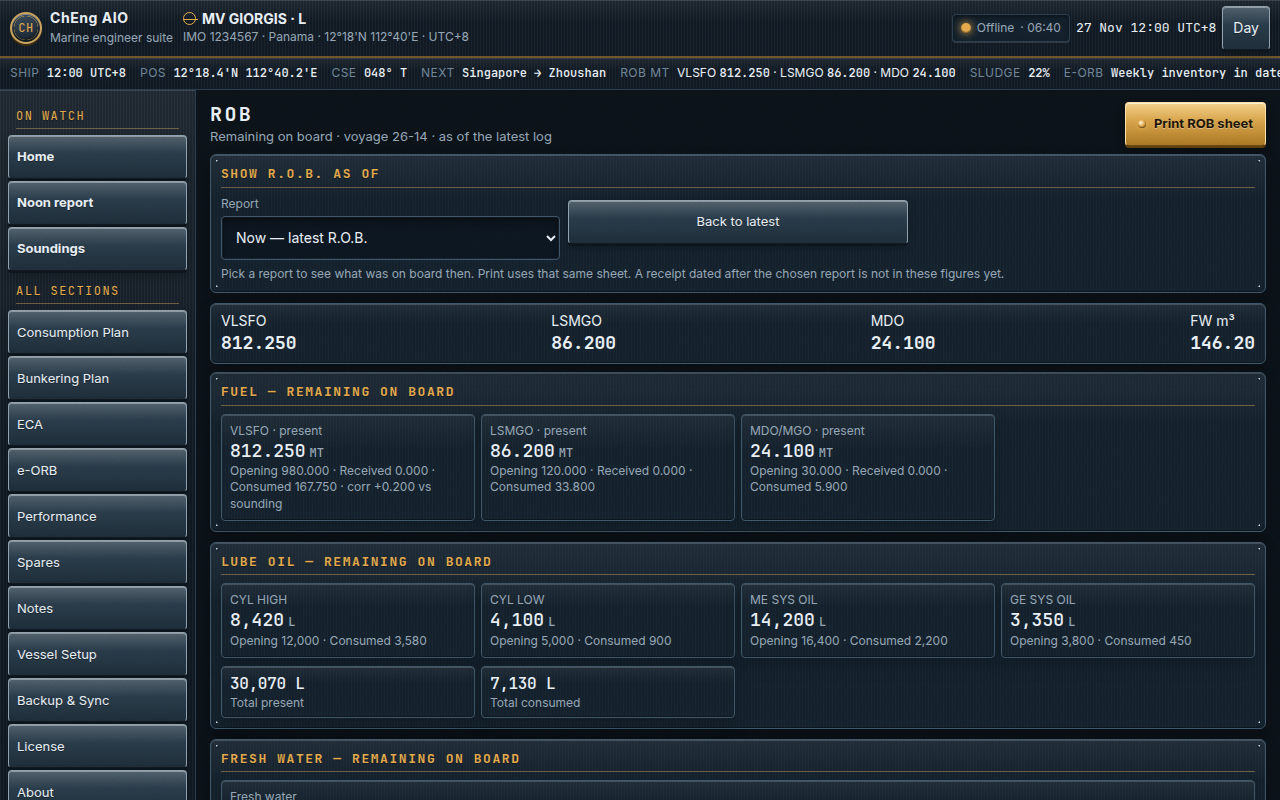 CH
ChEng AIO
Marine engineer suite
MV GIORGIS · L
IMO 1234567 · Panama · 12°18'N 112°40'E · UTC+8
Offline · 06:40
27 Nov 12:00 UTC+8
Day
SHIP 12:00 UTC+8 POS 12°18.4'N 112°40.2'E CSE 048° T NEXT Singapore → Zhoushan ROB MT VLSFO 812.250 · LSMGO 86.200 · MDO 24.100 SLUDGE 22% E-ORB Weekly inventory in date
ON WATCH
Home
Noon report
Soundings
ALL SECTIONS
Consumption Plan
Bunkering Plan
ECA
e-ORB
Performance
Spares
Notes
Vessel Setup
Backup & Sync
License
About
ROB
Remaining on board · voyage 26-14 · as of the latest log
Print ROB sheet
SHOW R.O.B. AS OF
Report
Now — latest R.O.B.
Back to latest
Pick a report to see what was on board then. Print uses that same sheet. A receipt dated after the chosen report is not in these figures yet.
VLSFO
812.250
LSMGO
86.200
MDO
24.100
FW m³
146.20
FUEL — REMAINING ON BOARD
VLSFO · present
812.250 MT
Opening 980.000 · Received 0.000 ·
Consumed 167.750 · corr +0.200 vs
sounding
LSMGO · present
86.200 MT
Opening 120.000 · Received 0.000 ·
Consumed 33.800
MDO/MGO · present
24.100 MT
Opening 30.000 · Received 0.000 ·
Consumed 5.900
LUBE OIL — REMAINING ON BOARD
CYL HIGH
8,420 L
Opening 12,000 · Consumed 3,580
CYL LOW
4,100 L
Opening 5,000 · Consumed 900
ME SYS OIL
14,200 L
Opening 16,400 · Consumed 2,200
GE SYS OIL
3,350 L
Opening 3,800 · Consumed 450
30,070 L
Total present
7,130 L
Total consumed
FRESH WATER — REMAINING ON BOARD
Fresh water